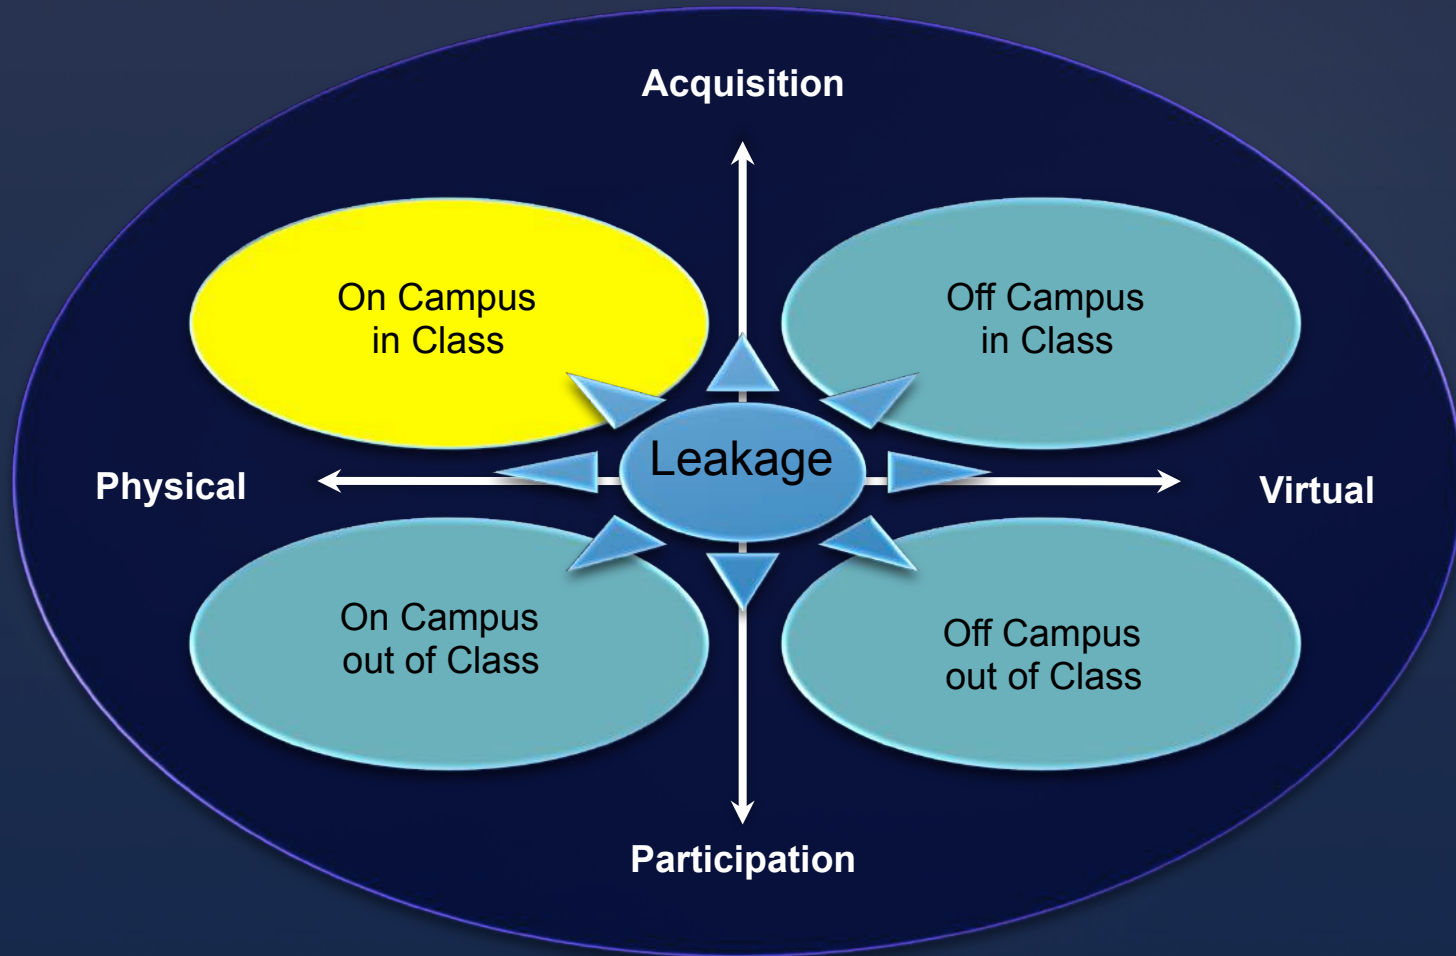 Acquisition
On Campus
in Class
Off Campus
in Class
Leakage
Physical
Virtual
On Campus
out of Class
Off Campus
out of Class
Participation